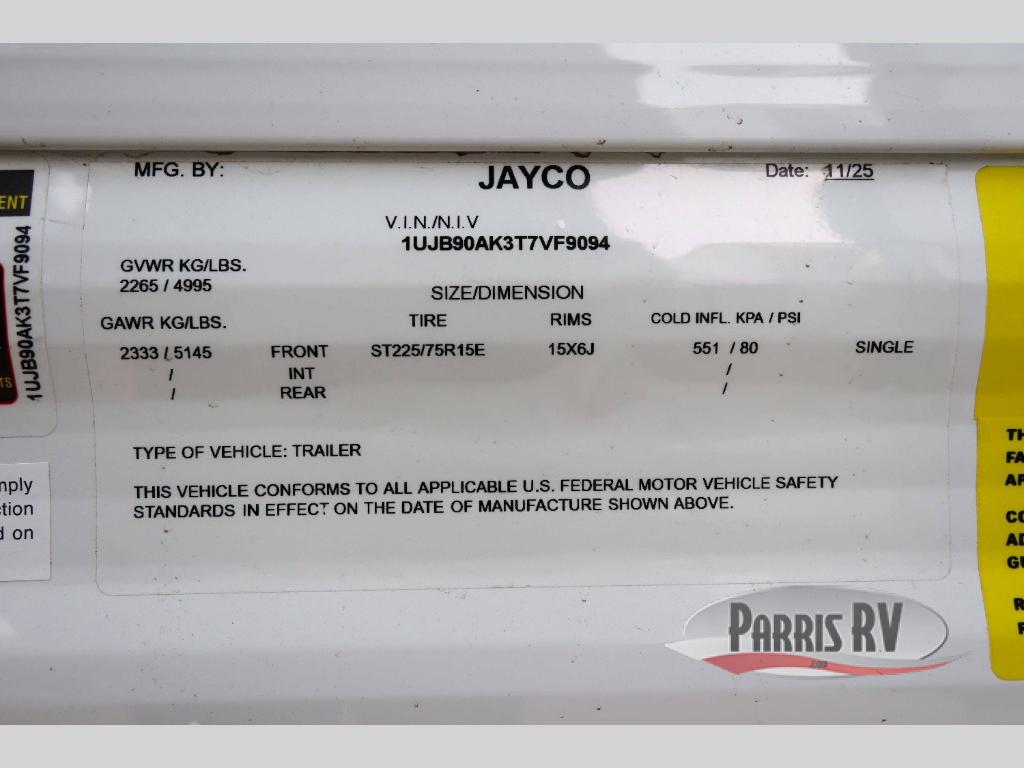 MFG. BY: JAYCO Date: 11/25
V.I.N./N.I.V
1UJB90AK3T7VF9094
GVWR KG/LBS.
2265 / 4995
SIZE/DIMENSION
GAWR KG/LBS. TIRE RIMS COLD INFL. KPA / PSI
2333 / 5145 FRONT ST225/75R15E 15X6J 551 / 80 SINGLE
/ INT /
/ REAR /
TYPE OF VEHICLE: TRAILER
THIS VEHICLE CONFORMS TO ALL APPLICABLE U.S. FEDERAL MOTOR VEHICLE SAFETY
STANDARDS IN EFFECT ON THE DATE OF MANUFACTURE SHOWN ABOVE.
1UJB90AK3T7VF9094
d on
PARRIS RV
.com